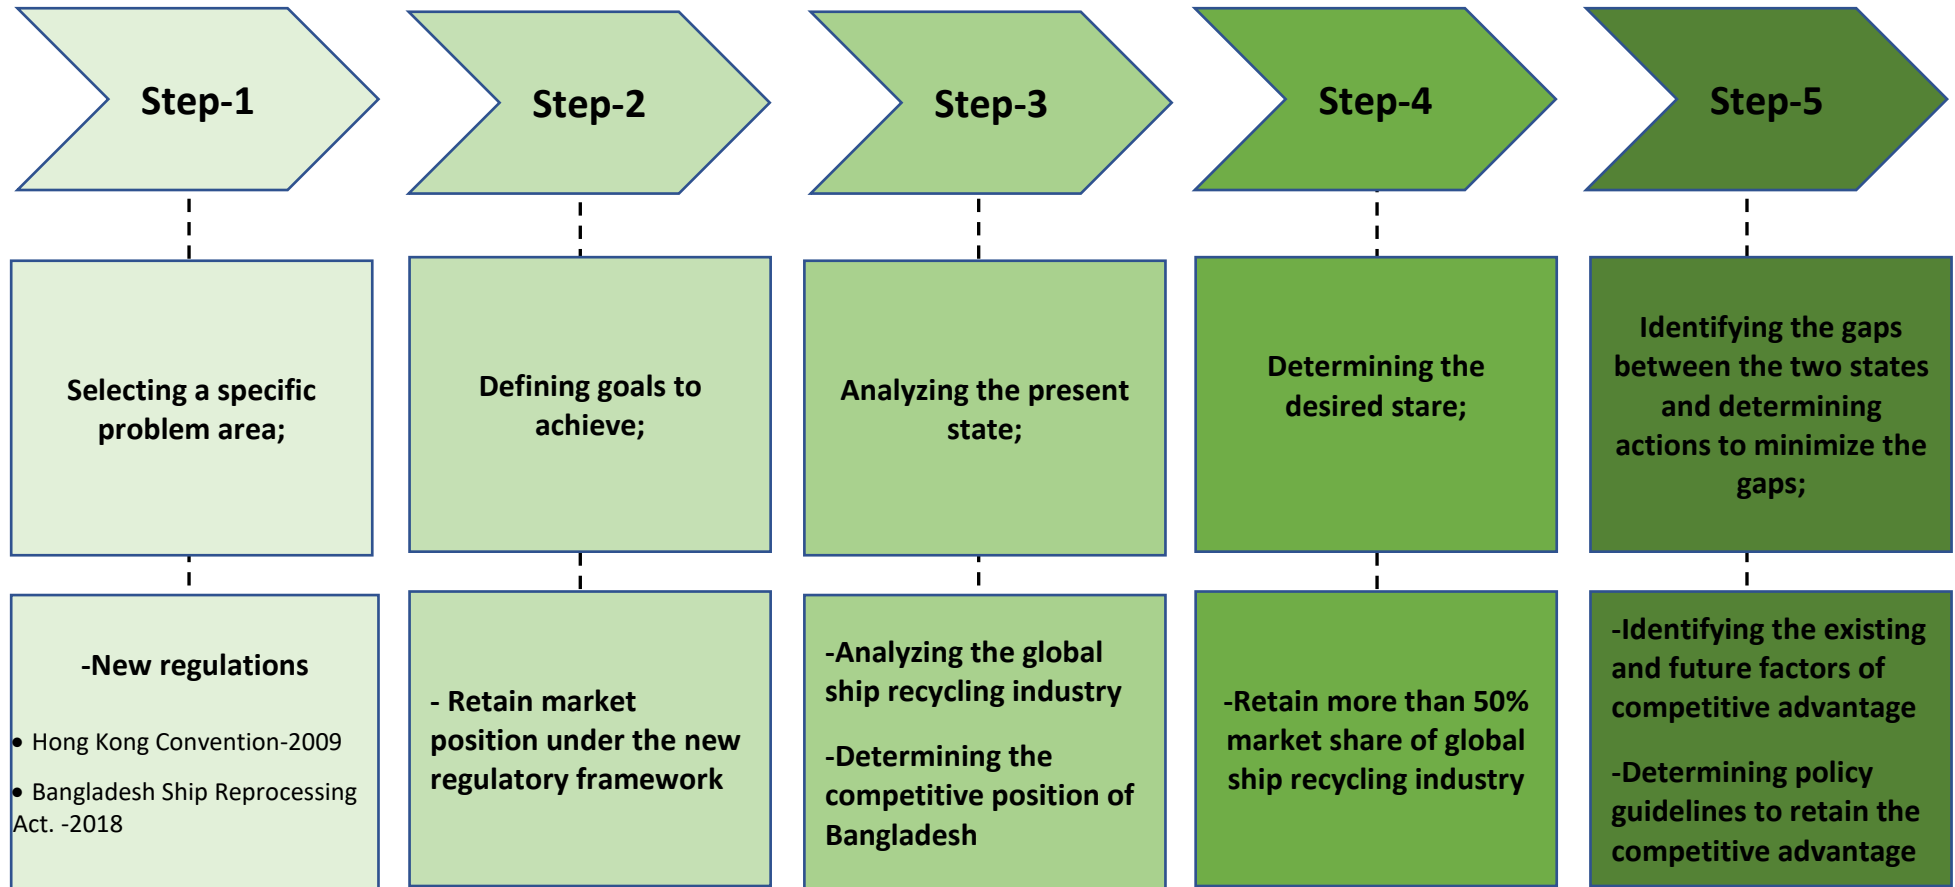 Step-1
Step-2
Step-3
Step-4
Step-5
Selecting a specific
problem area;
Defining goals to
achieve;
Analyzing the present
state;
Determining the
desired stare;
Identifying the gaps
between the two states
and determining
actions to minimize the
gaps;
-New regulations
• Hong Kong Convention-2009
• Bangladesh Ship Reprocessing
Act. -2018
- Retain market
position under the new
regulatory framework
-Analyzing the global
ship recycling industry
-Determining the
competitive position of
Bangladesh
-Retain more than 50%
market share of global
ship recycling industry
-Identifying the existing
and future factors of
competitive advantage
-Determining policy
guidelines to retain the
competitive advantage